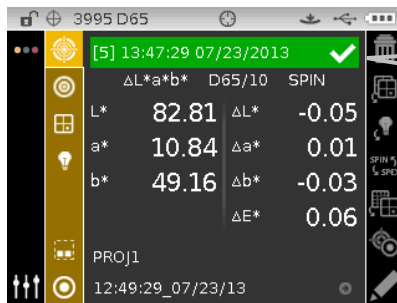 3995 D65
[5] 13:47:29 07/23/2013
ΔL*a*b* D65/10 SPIN
L* 82.81 ΔL* -0.05
a* 10.84 Δa* 0.01
b* 49.16 Δb* -0.03
ΔE* 0.06
SPIN
SPEX
PROJ1
12:49:29_07/23/13